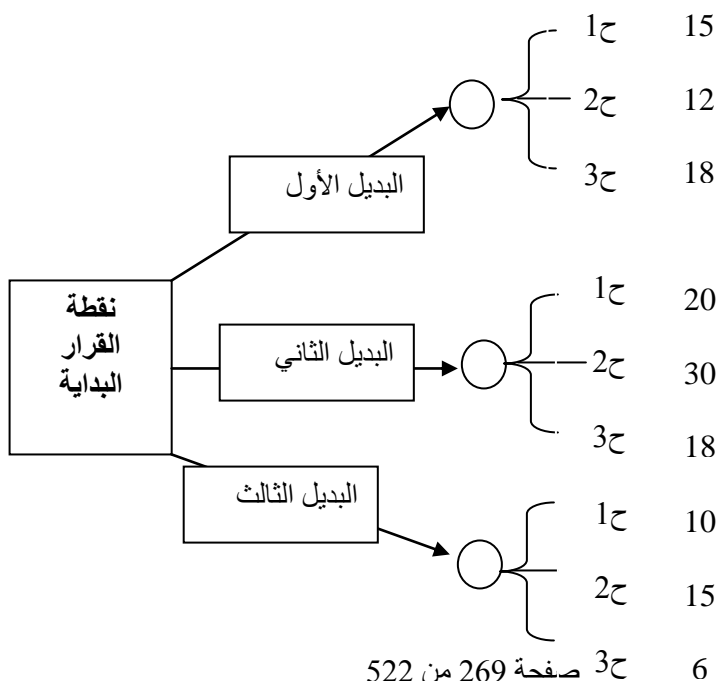 ح1 15
ح2 12
ح3 18
البديل الأول
نقطة
القرار
البداية
ح1 20
البديل الثاني
ح2 30
ح3 18
البديل الثالث
ح1 10
ح2 15
ح3 6
صفحة 269 من 522